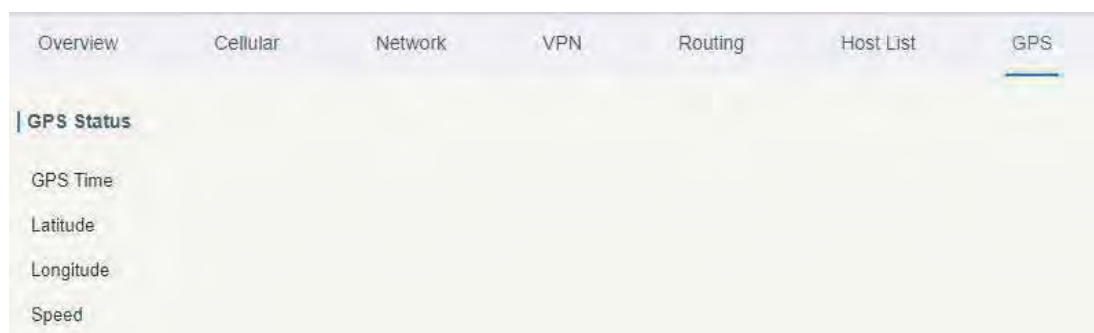 Overview Cellular Network VPN Routing Host List GPS
GPS Status
GPS Time
Latitude
Longitude
Speed